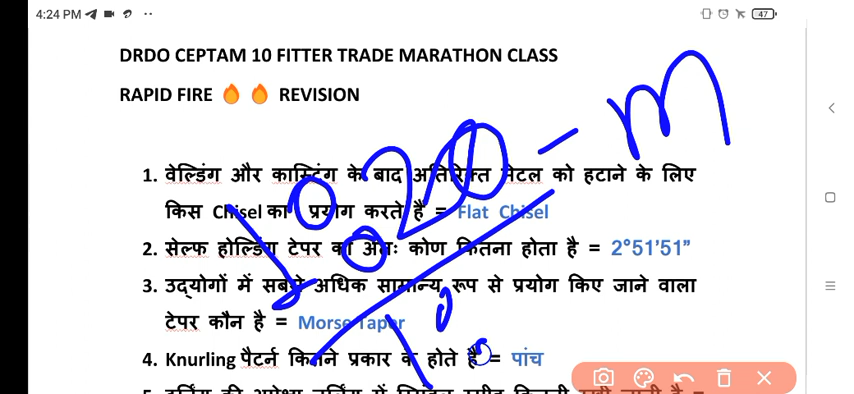 4:24 PM
47
DRDO CEPTAM 10 FITTER TRADE MARATHON CLASS
RAPID FIRE 🔥 🔥 REVISION
1. वेल्डिंग और कास्टिंग के बाद अतिरिक्त मेटल को हटाने के लिए
किस Chisel का प्रयोग करते हैं = Flat Chisel
2. सेल्फ होल्डिंग टेपर का अंतः कोण कितना होता है = 2°51’51”
3. उद्योगों में सबसे अधिक सामान्य रूप से प्रयोग किए जाने वाला
टेपर कौन है = Morse Taper
4. Knurling पैटर्न कितने प्रकार के होते हैं = पांच